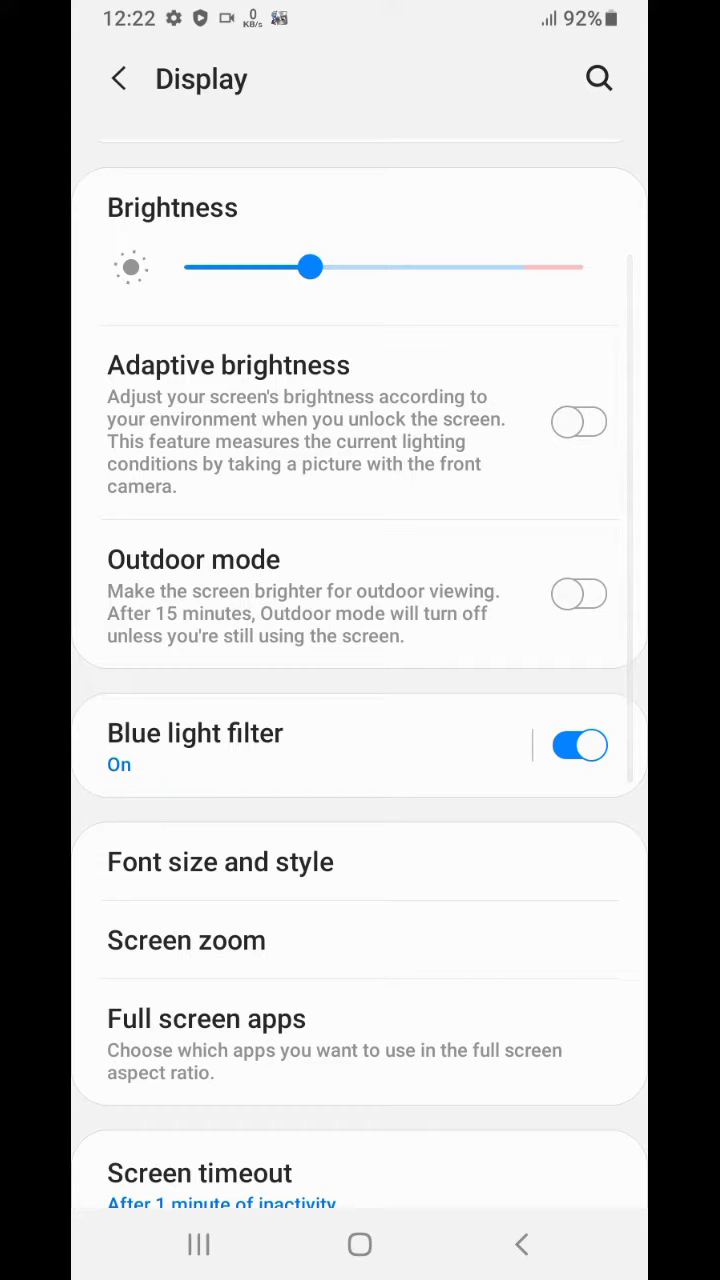 12:22 0 KB/s 92%
Display
Brightness
Adaptive brightness
Adjust your screen's brightness according to
your environment when you unlock the screen.
This feature measures the current lighting
conditions by taking a picture with the front
camera.
Outdoor mode
Make the screen brighter for outdoor viewing.
After 15 minutes, Outdoor mode will turn off
unless you're still using the screen.
Blue light filter
On
Font size and style
Screen zoom
Full screen apps
Choose which apps you want to use in the full screen
aspect ratio.
Screen timeout
After 1 minute of inactivity